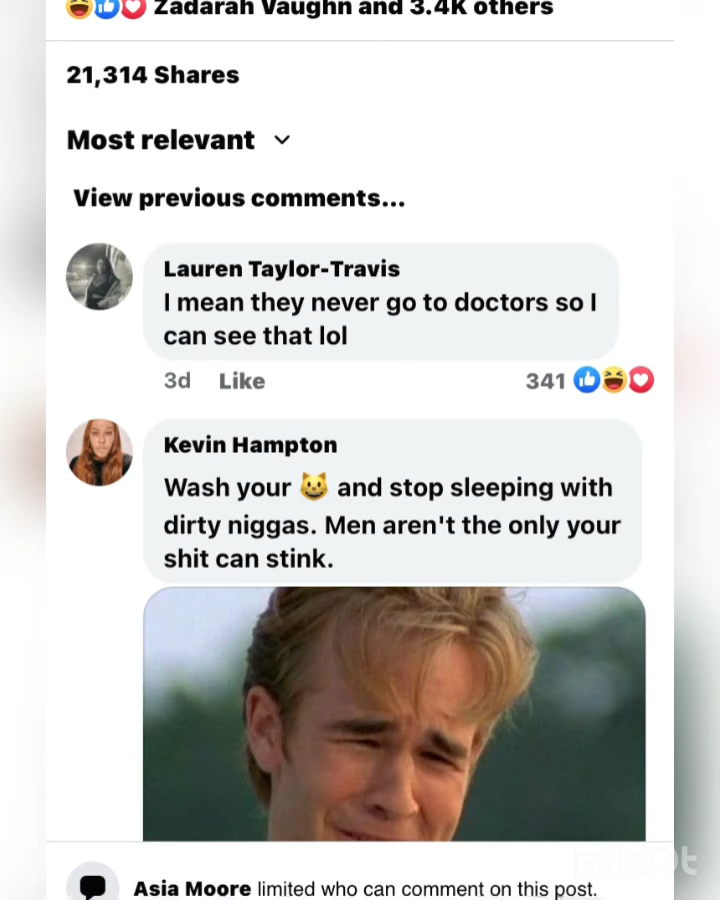 Zadarah Vaughn and 3.4K others
21,314 Shares
Most relevant
View previous comments...
Lauren Taylor-Travis
I mean they never go to doctors so I
can see that lol
3d Like 341
Kevin Hampton
Wash your 😺 and stop sleeping with
dirty niggas. Men aren't the only your
shit can stink.
Asia Moore limited who can comment on this post.